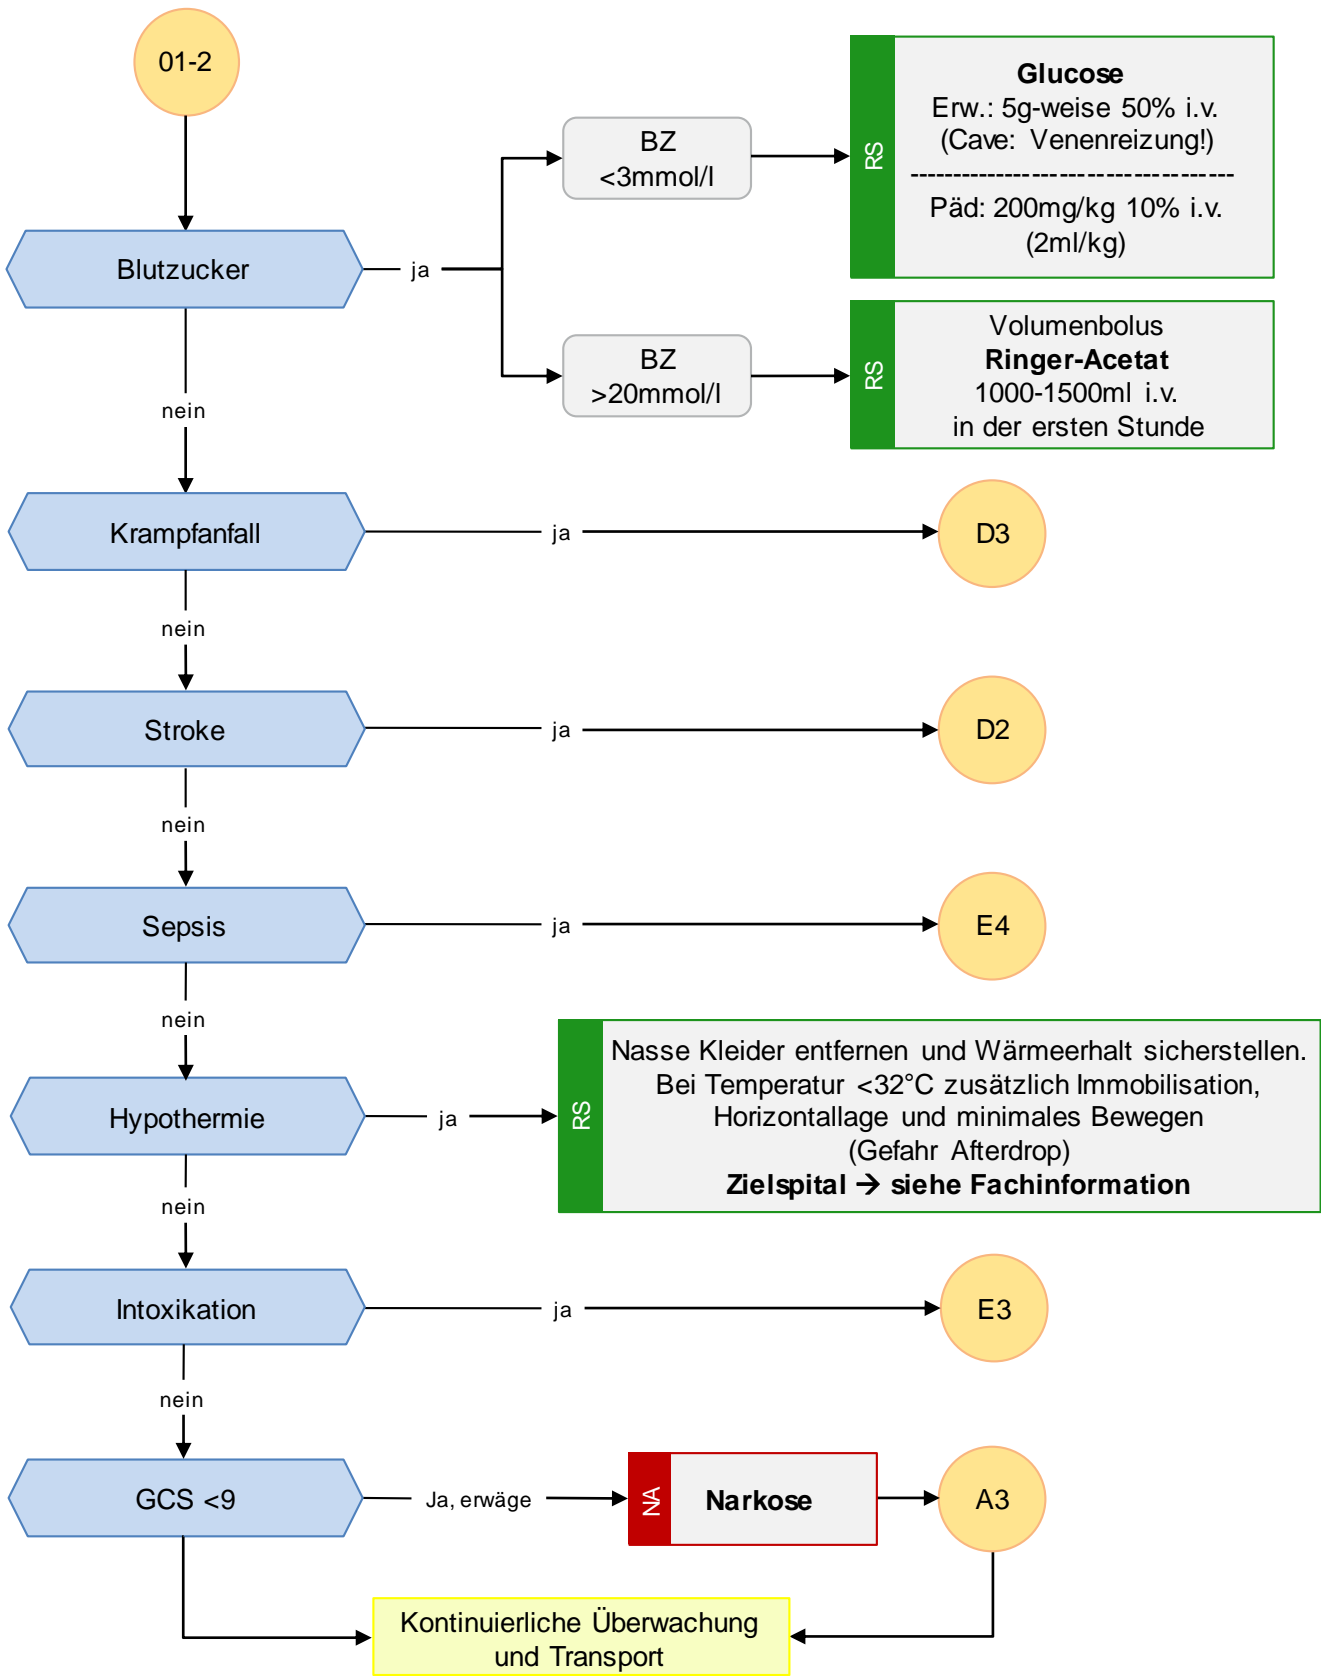 01-2
Glucose
Erw.: 5g-weise 50% i.v.
(Cave: Venenreizung!)
------------------------------------
Päd: 200mg/kg 10% i.v.
(2ml/kg)
RS
BZ
<3mmol/l
Blutzucker
ja
BZ
>20mmol/l
RS
Volumenbolus
Ringer-Acetat
1000-1500ml i.v.
in der ersten Stunde
nein
Krampfanfall
ja
D3
nein
Stroke
ja
D2
nein
Sepsis
ja
E4
nein
Hypothermie
ja
RS
Nasse Kleider entfernen und Wärmeerhalt sicherstellen.
Bei Temperatur <32°C zusätzlich Immobilisation,
Horizontallage und minimales Bewegen
(Gefahr Afterdrop)
Zielspital → siehe Fachinformation
nein
Intoxikation
ja
E3
nein
GCS <9
Ja, erwäge
NA
Narkose
A3
Kontinuierliche Überwachung
und Transport